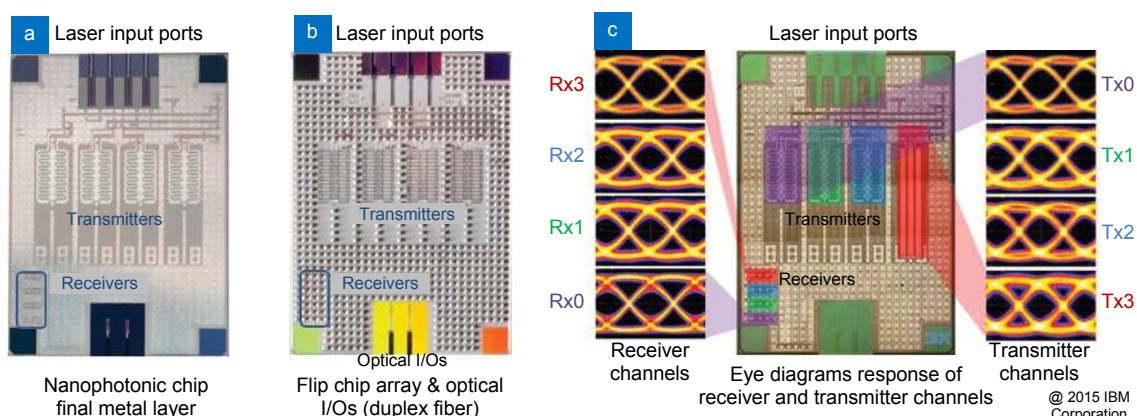 a
Laser input ports
Transmitters
Receivers
Nanophotonic chip
final metal layer
b
Laser input ports
Transmitters
Receivers
Optical I/Os
Flip chip array & optical
I/Os (duplex fiber)
c
Laser input ports
Rx3
Rx2
Rx1
Rx0
Receiver
channels
Transmitters
Receivers
IBM
Eye diagrams response of
receiver and transmitter channels
Tx0
Tx1
Tx2
Tx3
Transmitter
channels
@ 2015 IBM
Corporation